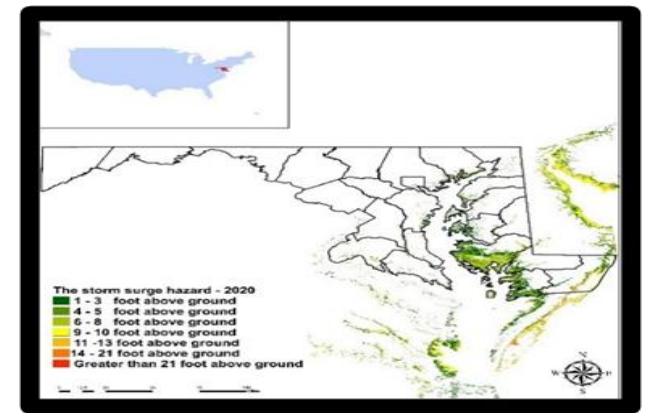 The storm surge hazard - 2020
1 - 3 foot above ground
4 - 5 foot above ground
6 - 8 foot above ground
9 - 10 foot above ground
11 -13 foot above ground
14 - 21 foot above ground
Greater than 21 foot above ground
N
W
S